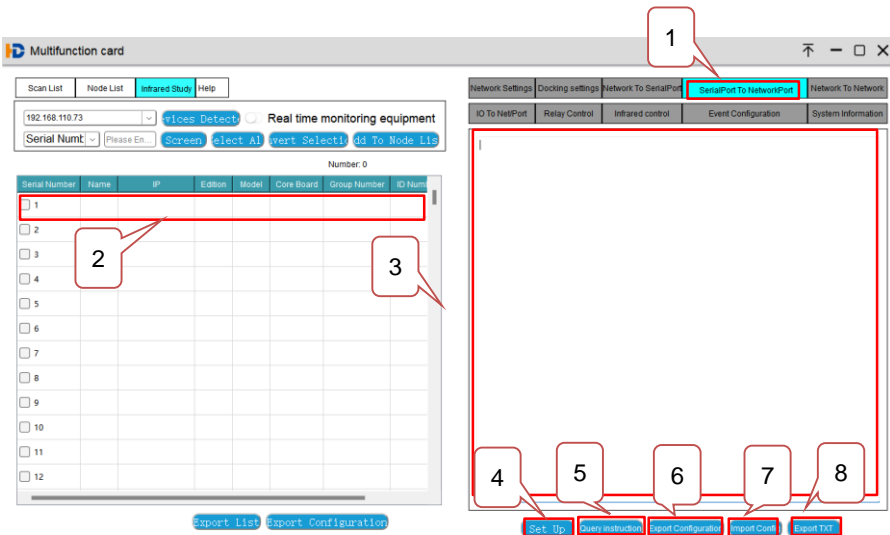 1
Multifunction card
Scan List Node List Infrared Study Help
Network Settings Docking settings Network To SerialPort SerialPort To NetworkPort Network To Network
192.168.110.73 vices Detect Real time monitoring equipment
IO To Net/Port Relay Control Infrared control Event Configuration System Information
Serial Numb Please En... Screen elect Al vert Selecti dd To Node Lis
Number: 0
Serial Number Name IP Edition Model Core Board Group Number ID Num
1
2
2
3
3
4
5
6
7
8
9
10
11
12
4 5 6 7 8
Export List Export Configuration
Set Up Query instruction Export Configuration Import Confi Export TXT